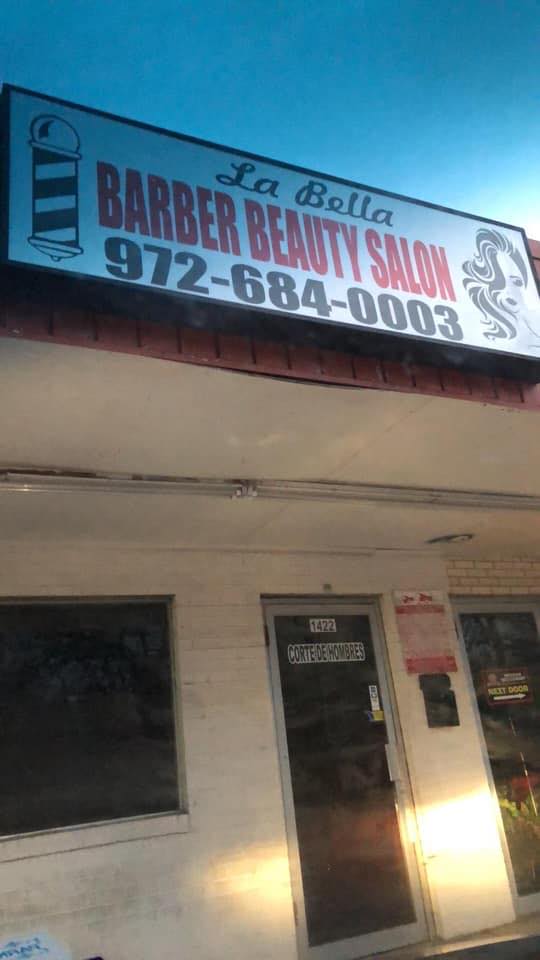 La Bella
BARBER BEAUTY SALON
972-684-0003
1422
CORTE DE HOMBRES
NEXT DOOR